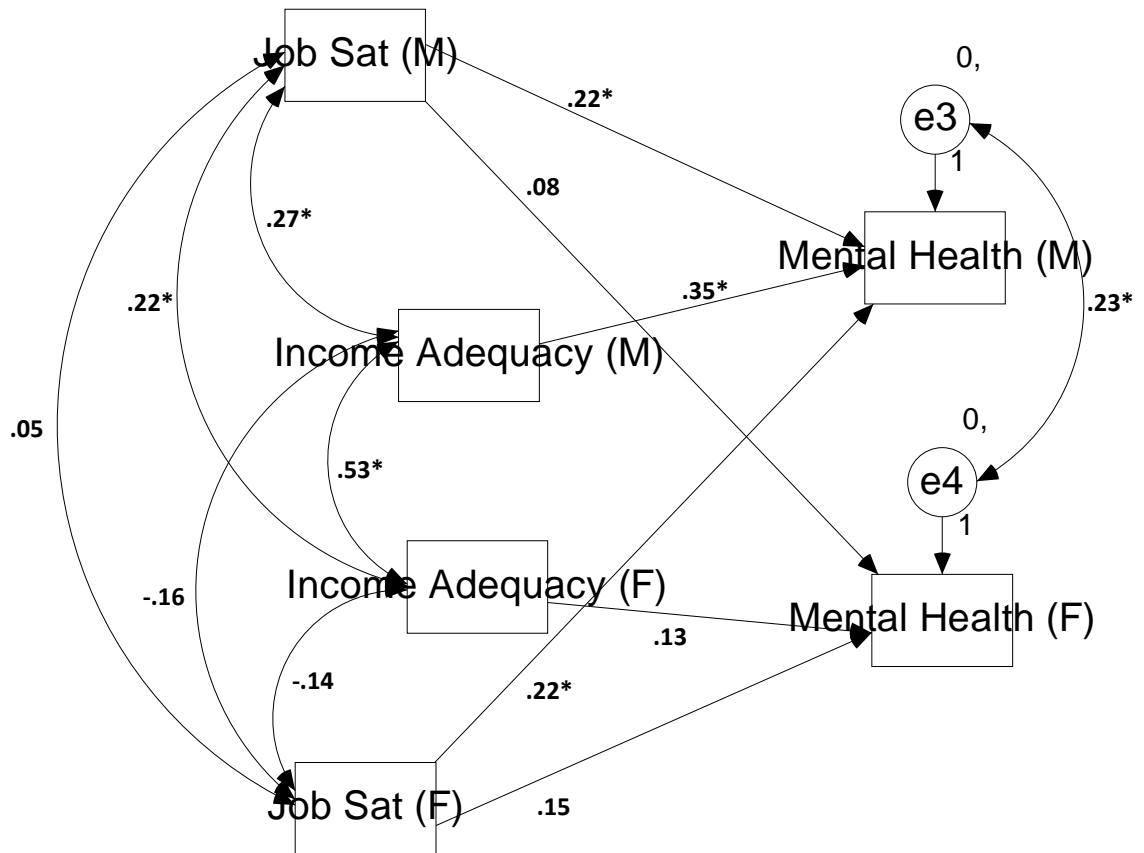 Job Sat (M)
0,
e3
1
.22*
.08
.27*
Mental Health (M)
.22*
.35*
.23*
Income Adequacy (M)
.05
.53*
0,
e4
1
Income Adequacy (F)
-.16
.13
Mental Health (F)
-.14
.22*
Job Sat (F)
.15